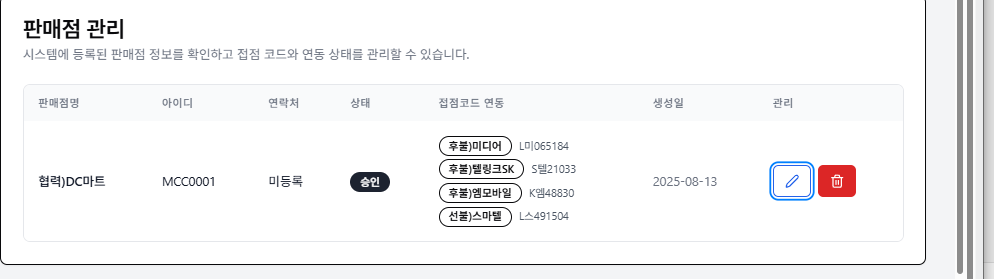 판매점 관리
시스템에 등록된 판매점 정보를 확인하고 접점 코드와 연동 상태를 관리할 수 있습니다.
판매점명 아이디 연락처 상태 접점코드 연동 생성일 관리
후불)미디어 L미065184
후불)텔링크SK S텔21033
협력)DC마트 MCC0001 미등록 승인 2025-08-13
후불)엠모바일 K엠48830
선불)스마텔 L스491504